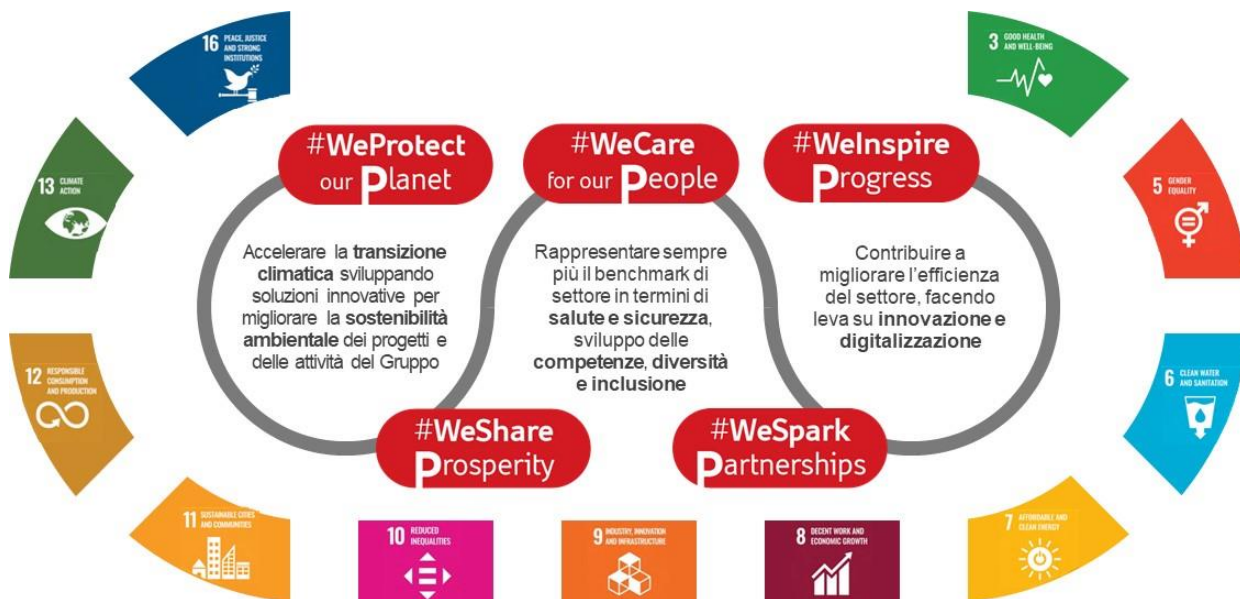 16 PEACE, JUSTICE
AND STRONG
INSTITUTIONS
3 GOOD HEALTH
AND WELL-BEING
#WeProtect
our Planet
#WeCare
for our People
#WeInspire
Progress
13 CLIMATE
ACTION
5 GENDER
EQUALITY
Accelerare la transizione
climatica sviluppando
soluzioni innovative per
migliorare la sostenibilità
ambientale dei progetti e
delle attività del Gruppo
Rappresentare sempre
più il benchmark di
settore in termini di
salute e sicurezza,
sviluppo delle
competenze, diversità
e inclusione
Contribuire a
migliorare l'efficienza
del settore, facendo
leva su innovazione e
digitalizzazione
12 RESPONSIBLE
CONSUMPTION
AND PRODUCTION
6 CLEAN WATER
AND SANITATION
#WeShare
Prosperity
#WeSpark
Partnerships
11 SUSTAINABLE CITIES
AND COMMUNITIES
10 REDUCED
INEQUALITIES
9 INDUSTRY, INNOVATION
AND INFRASTRUCTURE
8 DECENT WORK AND
ECONOMIC GROWTH
7 AFFORDABLE AND
CLEAN ENERGY